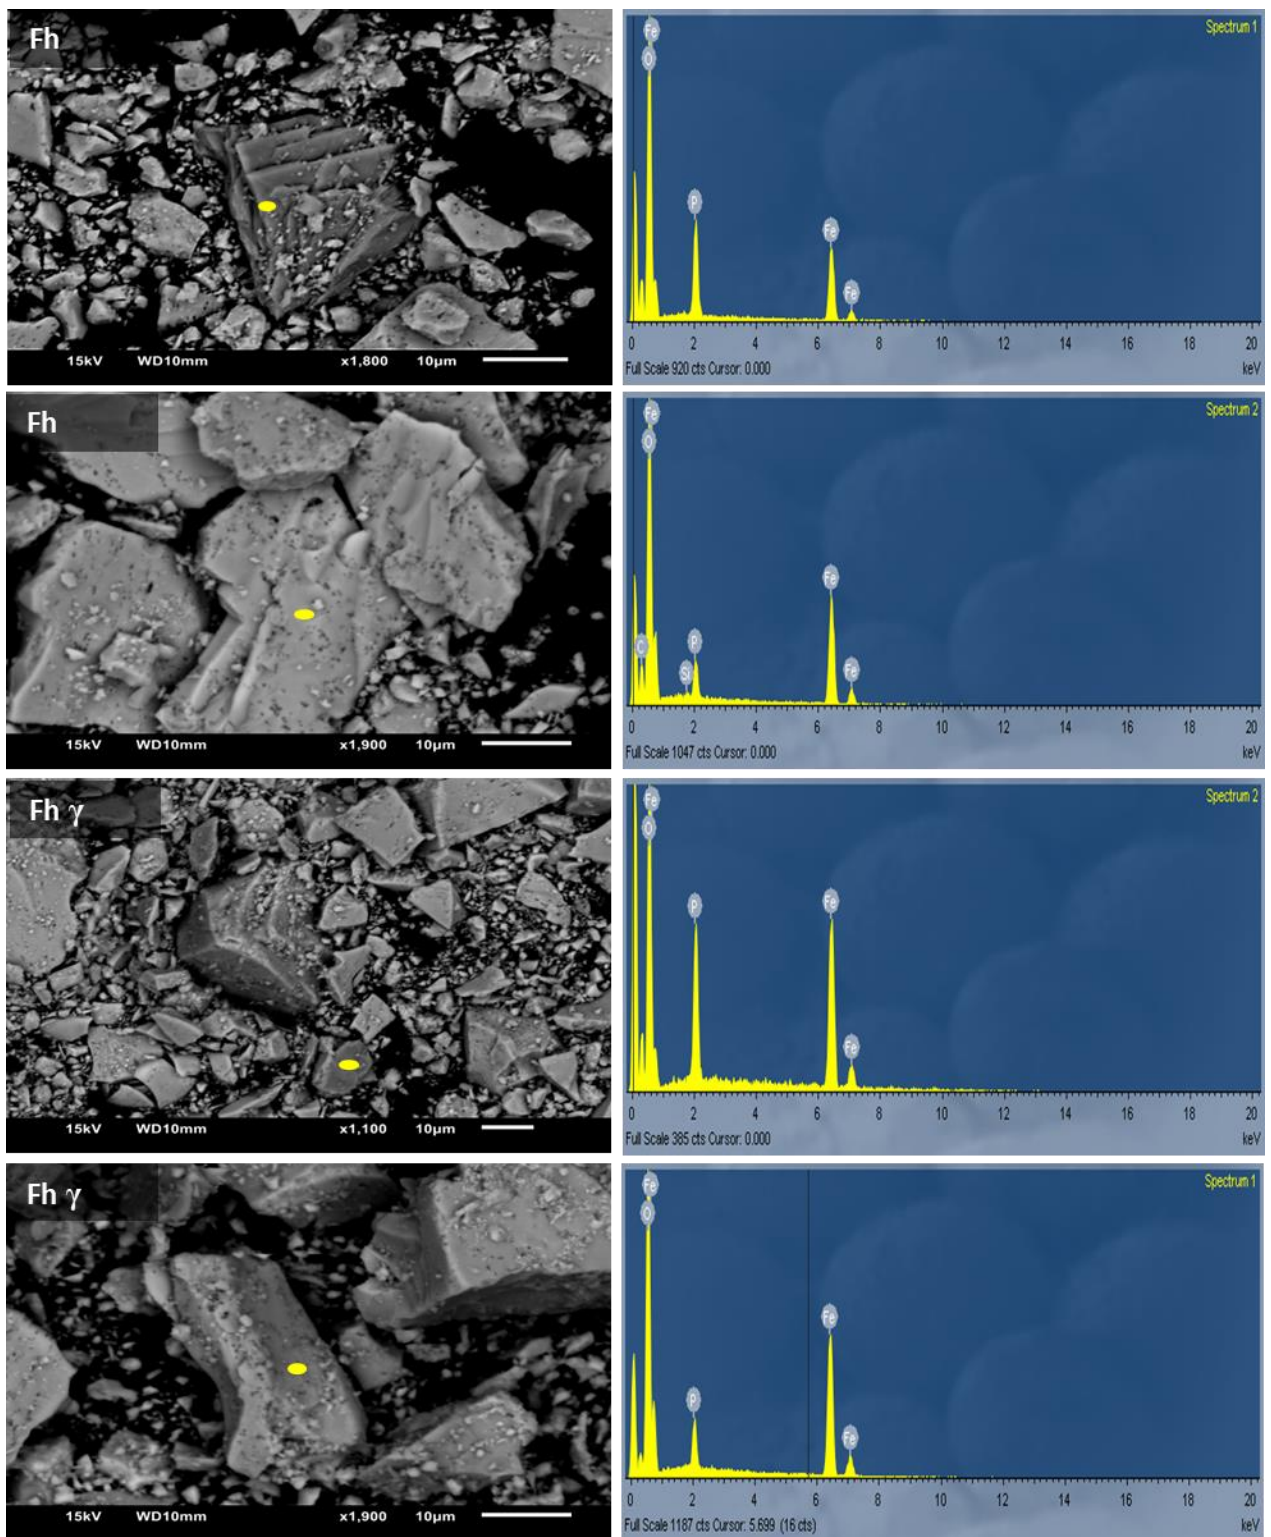 Fh
15kV WD10mm x1,800 10µm
Spectrum 1
Fe
O
P
Fe
Fe
0 2 4 6 8 10 12 14 16 18 20
Full Scale 920 cts Cursor: 0.000 keV
Fh
15kV WD10mm x1,900 10µm
Spectrum 2
Fe
O
Fe
C
P
Si
Fe
0 2 4 6 8 10 12 14 16 18 20
Full Scale 1047 cts Cursor: 0.000 keV
Fh γ
15kV WD10mm x1,100 10µm
Spectrum 2
Fe
O
P
Fe
Fe
0 2 4 6 8 10 12 14 16 18 20
Full Scale 385 cts Cursor: 0.000 keV
Fh γ
15kV WD10mm x1,900 10µm
Spectrum 1
Fe
O
Fe
P
Fe
0 2 4 6 8 10 12 14 16 18 20
Full Scale 1187 cts Cursor: 5.699 (16 cts) keV